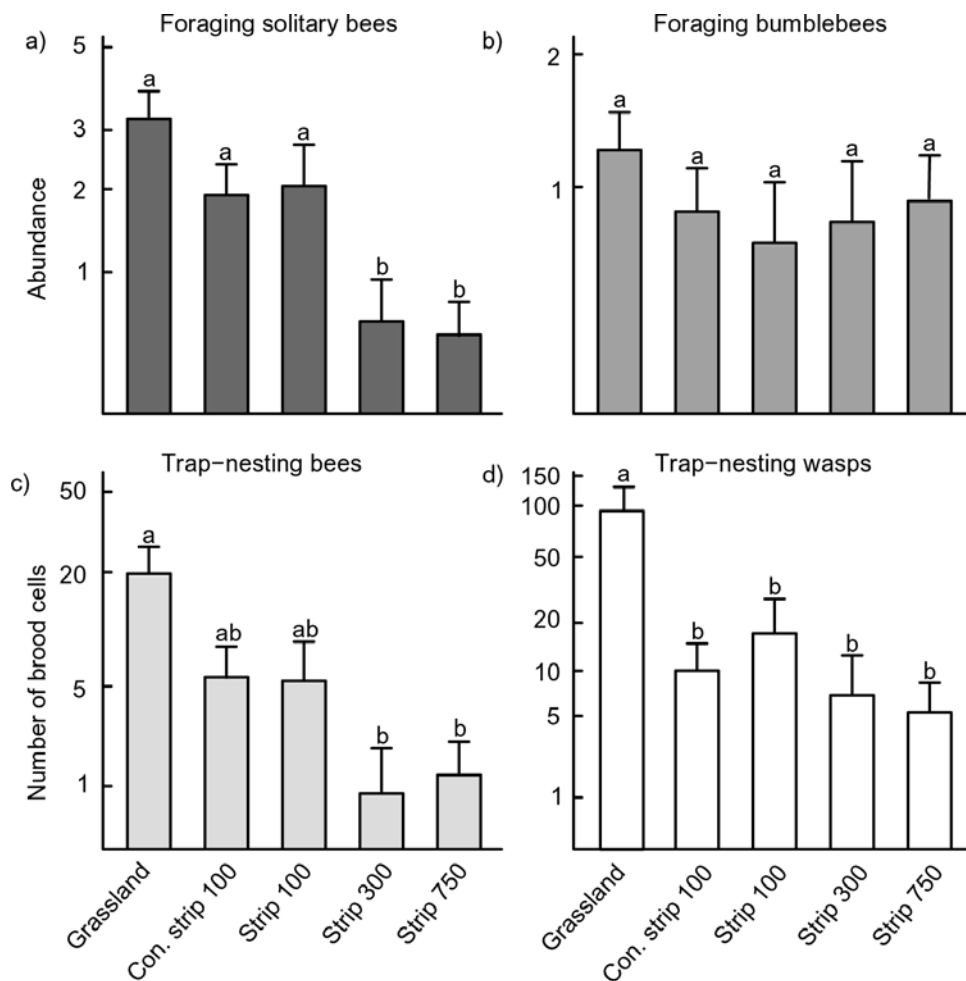 a) Foraging solitary bees
5
3
2
1
Abundance
a
a
a
b
b
b) Foraging bumblebees
2
1
a
a
a
a
a
c) Trap-nesting bees
50
20
5
1
Number of brood cells
a
ab
ab
b
b
Grassland
Con. strip 100
Strip 100
Strip 300
Strip 750
d) Trap-nesting wasps
150
100
50
20
10
5
1
a
b
b
b
b
Grassland
Con. strip 100
Strip 100
Strip 300
Strip 750